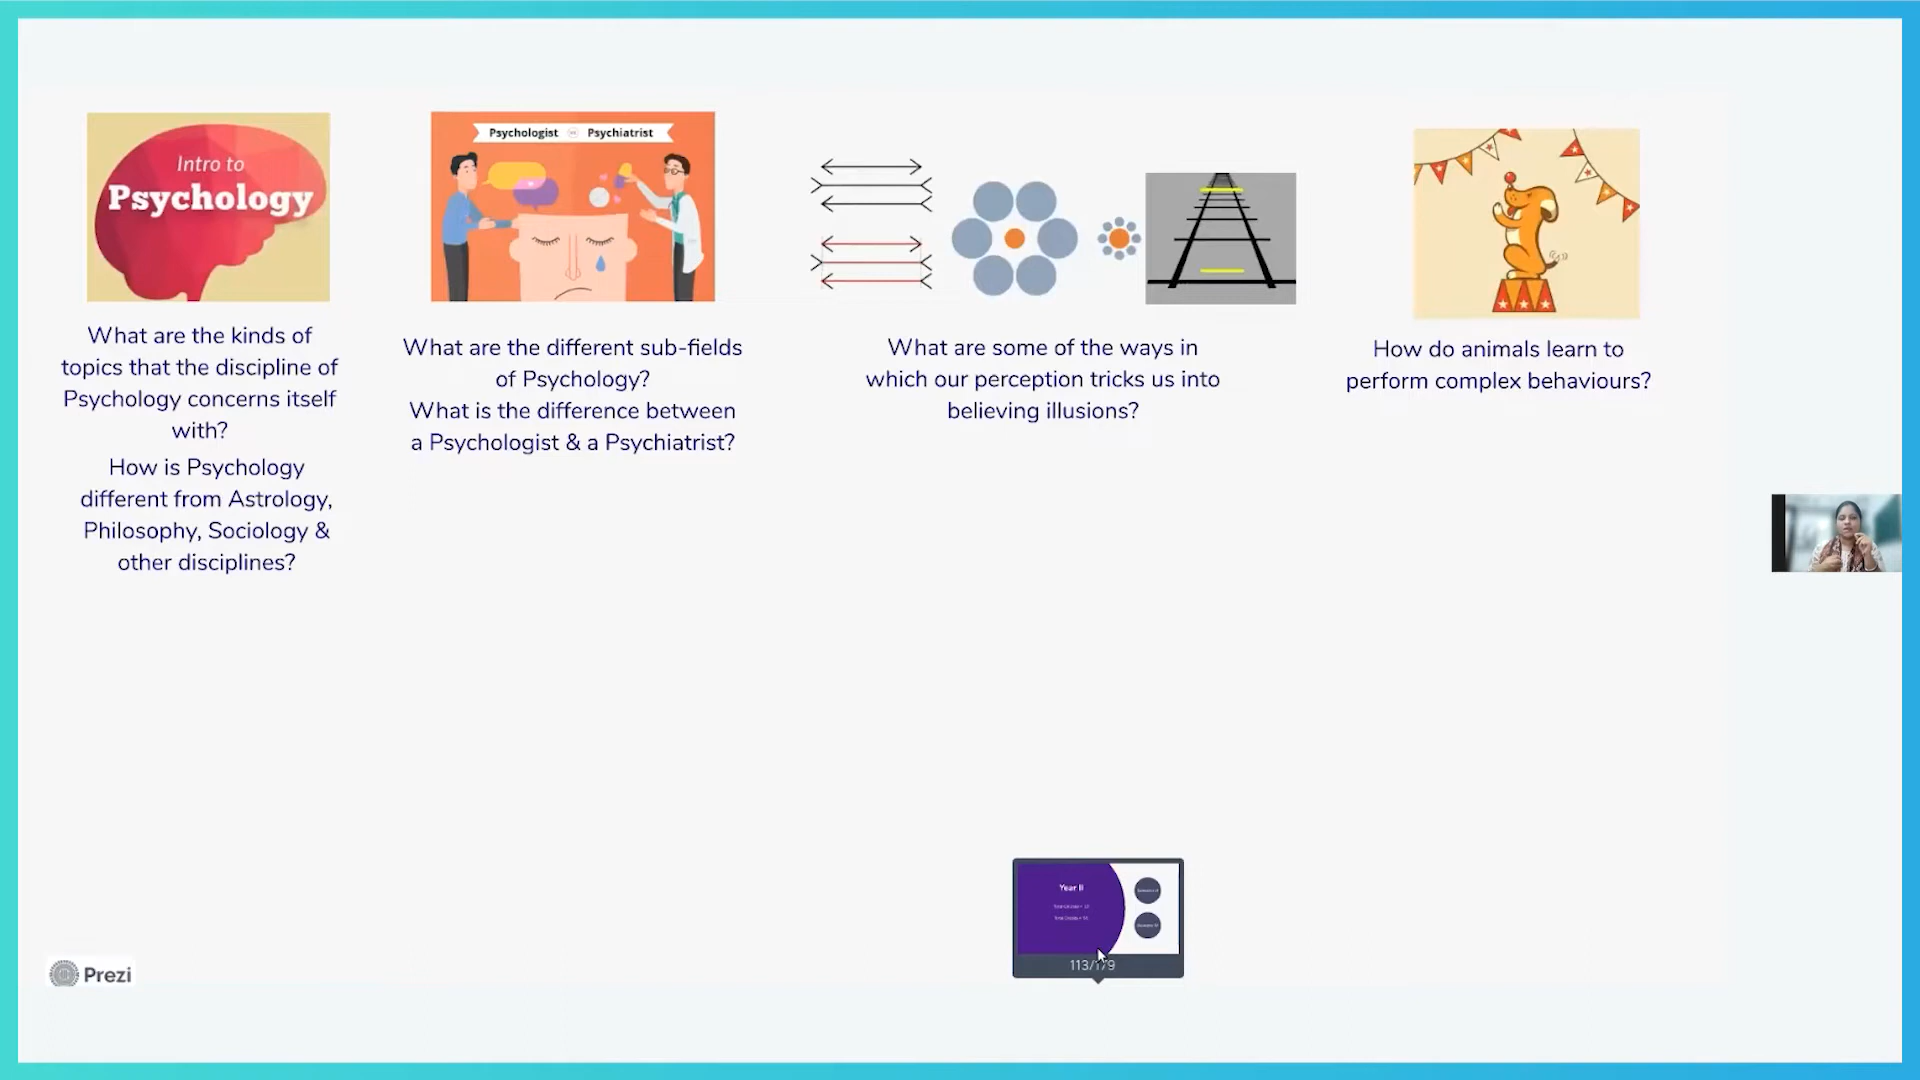 Intro to
Psychology
What are the kinds of
topics that the discipline of
Psychology concerns itself
with?
How is Psychology
different from Astrology,
Philosophy, Sociology &
other disciplines?
Psychologist
Psychiatrist
What are the different sub-fields
of Psychology?
What is the difference between
a Psychologist & a Psychiatrist?
What are some of the ways in
which our perception tricks us into
believing illusions?
How do animals learn to
perform complex behaviours?
Year II
113/179
Prezi